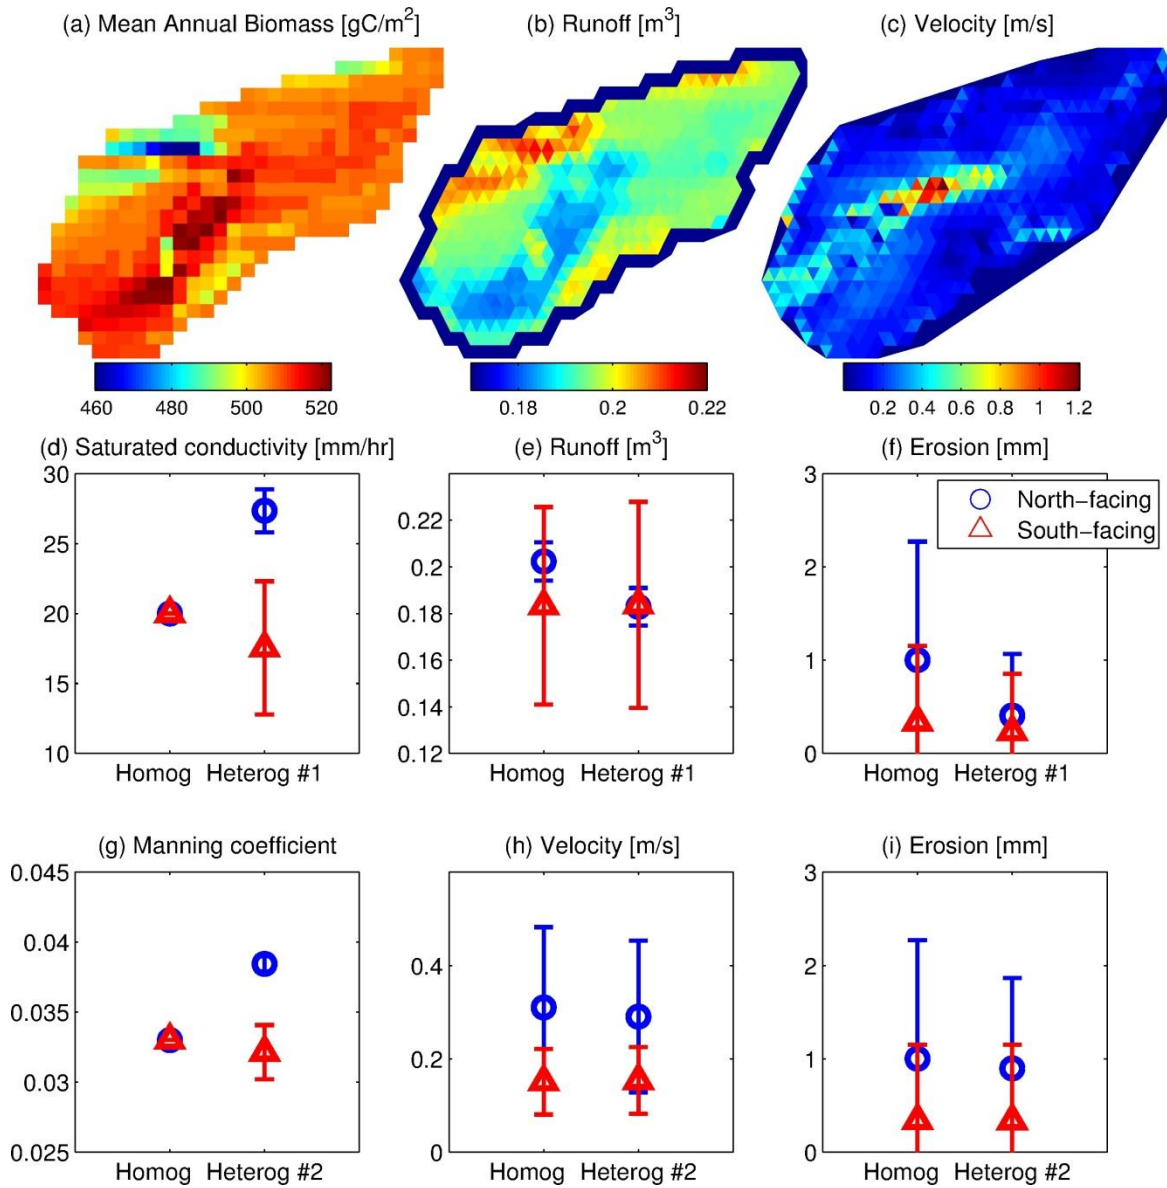 (a) Mean Annual Biomass [gC/m²]
(b) Runoff [m³]
(c) Velocity [m/s]
460 480 500 520
0.18 0.2 0.22
0.2 0.4 0.6 0.8 1 1.2
(d) Saturated conductivity [mm/hr]
30
25
20
15
10
Homog Heterog #1
(e) Runoff [m³]
0.22
0.2
0.18
0.16
0.14
0.12
Homog Heterog #1
(f) Erosion [mm]
3
2
1
0
North-facing
South-facing
Homog Heterog #1
(g) Manning coefficient
0.045
0.04
0.035
0.03
0.025
Homog Heterog #2
(h) Velocity [m/s]
0.4
0.2
0
Homog Heterog #2
(i) Erosion [mm]
3
2
1
0
Homog Heterog #2